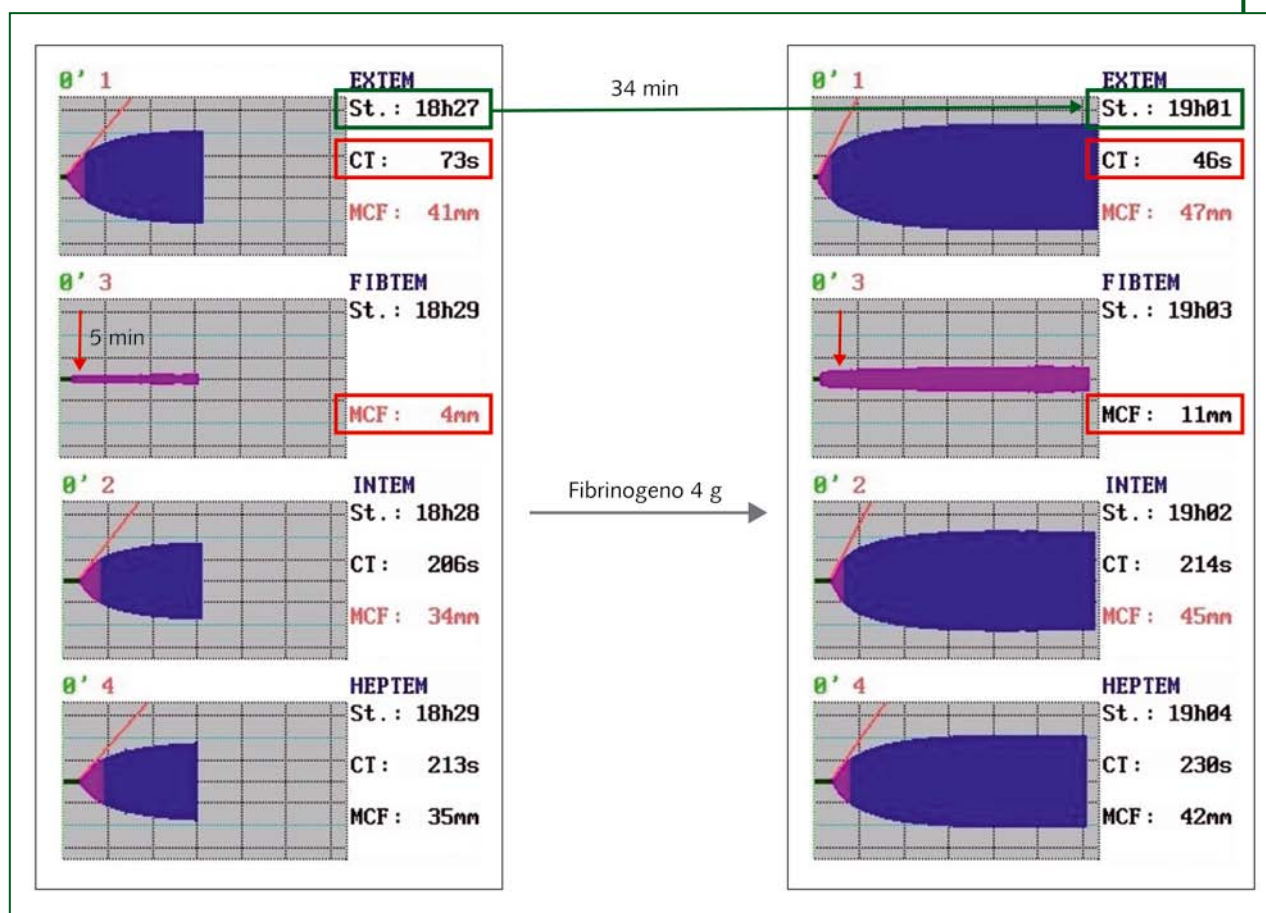 0' 1 EXTEM
St.: 18h27
CT: 73s
MCF: 41mm
0' 3 FIBTEM
St.: 18h29
5 min
MCF: 4mm
0' 2 INTEM
St.: 18h28
CT: 206s
MCF: 34mm
0' 4 HEPTEM
St.: 18h29
CT: 213s
MCF: 35mm
34 min
Fibrinogeno 4 g
0' 1 EXTEM
St.: 19h01
CT: 46s
MCF: 47mm
0' 3 FIBTEM
St.: 19h03
MCF: 11mm
0' 2 INTEM
St.: 19h02
CT: 214s
MCF: 45mm
0' 4 HEPTEM
St.: 19h04
CT: 230s
MCF: 42mm